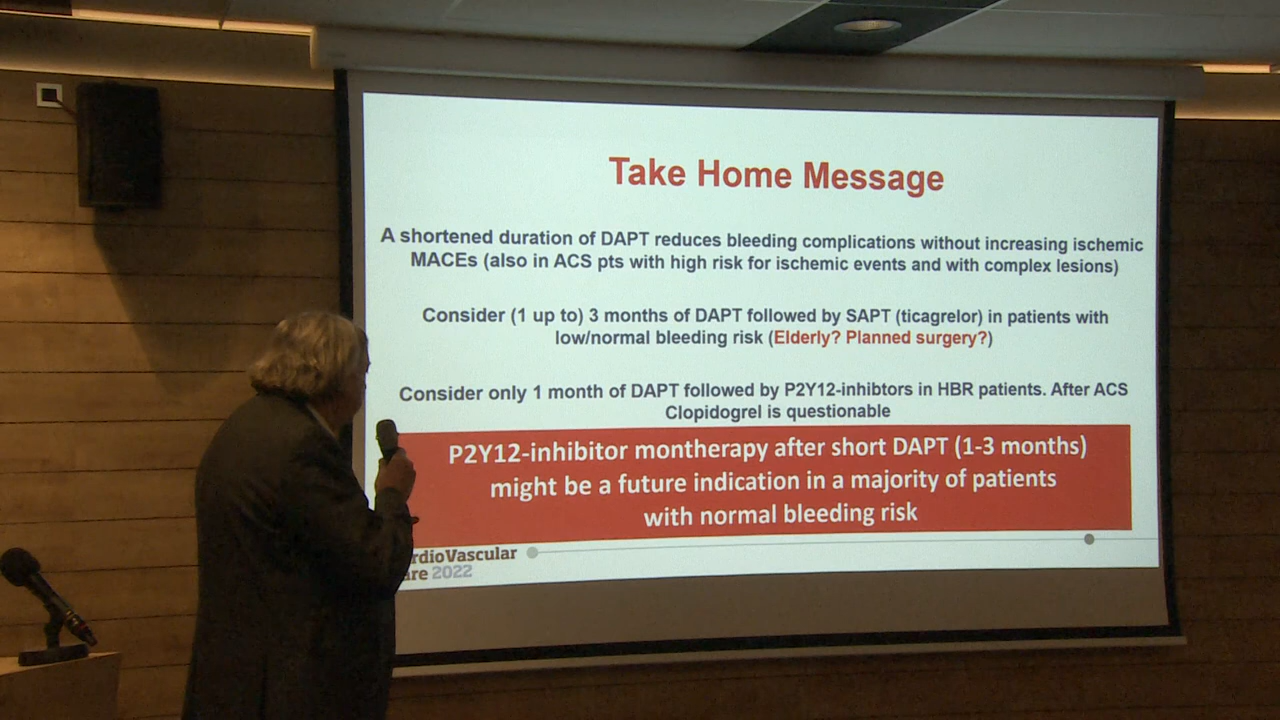 Take Home Message
A shortened duration of DAPT reduces bleeding complications without increasing ischemic
MACEs (also in ACS pts with high risk for ischemic events and with complex lesions)
Consider (1 up to) 3 months of DAPT followed by SAPT (ticagrelor) in patients with
low/normal bleeding risk (Elderly? Planned surgery?)
Consider only 1 month of DAPT followed by P2Y12-inhibtors in HBR patients. After ACS
Clopidogrel is questionable
P2Y12-inhibitor montherapy after short DAPT (1-3 months)
might be a future indication in a majority of patients
with normal bleeding risk
rdioVascular
are 2022